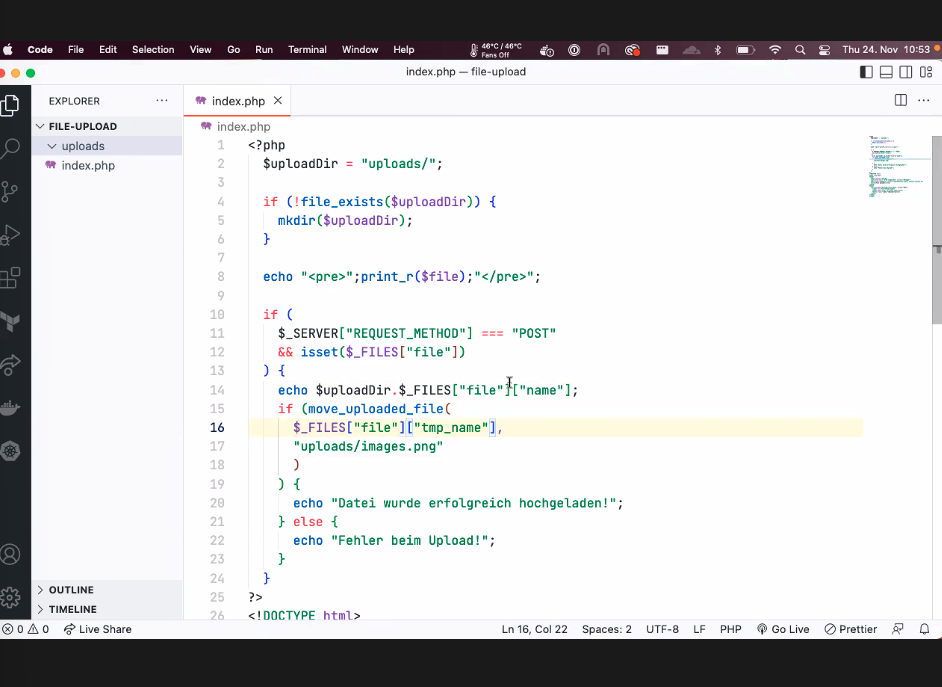 Code File Edit Selection View Go Run Terminal Window Help 46°C / 46°C Fans Off Thu 24. Nov 10:53
index.php — file-upload
EXPLORER ··· index.php
FILE-UPLOAD
uploads
index.php
index.php
1 <?php
2 $uploadDir = "uploads/";
3
4 if (!file_exists($uploadDir)) {
5 mkdir($uploadDir);
6 }
7
8 echo "<pre>";print_r($file);"</pre>";
9
10 if (
11 $_SERVER["REQUEST_METHOD"] === "POST"
12 && isset($_FILES["file"])
13 ) {
14 echo $uploadDir.$_FILES["file"]["name"];
15 if (move_uploaded_file(
16 $_FILES["file"]["tmp_name"],
17 "uploads/images.png"
18 )
19 ) {
20 echo "Datei wurde erfolgreich hochgeladen!";
21 } else {
22 echo "Fehler beim Upload!";
23 }
24 }
25 ?>
26 <!DOCTYPE html>
OUTLINE
TIMELINE
0 0 Live Share Ln 16, Col 22 Spaces: 2 UTF-8 LF PHP Go Live Prettier